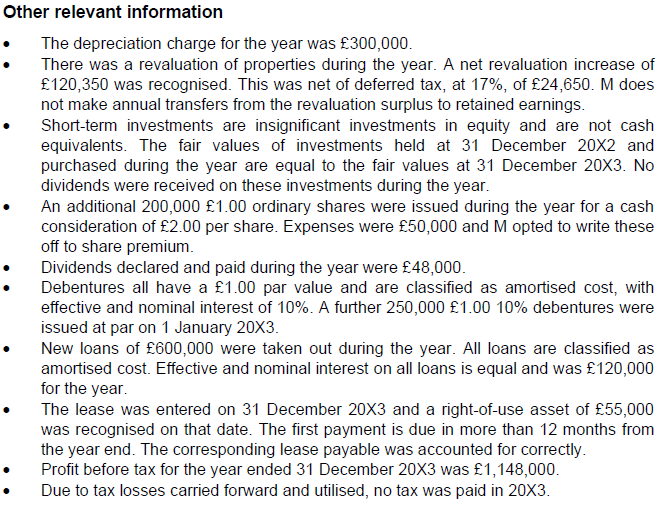 Other relevant information
• The depreciation charge for the year was £300,000.
• There was a revaluation of properties during the year. A net revaluation increase of
£120,350 was recognised. This was net of deferred tax, at 17%, of £24,650. M does
not make annual transfers from the revaluation surplus to retained earnings.
• Short-term investments are insignificant investments in equity and are not cash
equivalents. The fair values of investments held at 31 December 20X2 and
purchased during the year are equal to the fair values at 31 December 20X3. No
dividends were received on these investments during the year.
• An additional 200,000 £1.00 ordinary shares were issued during the year for a cash
consideration of £2.00 per share. Expenses were £50,000 and M opted to write these
off to share premium.
• Dividends declared and paid during the year were £48,000.
• Debentures all have a £1.00 par value and are classified as amortised cost, with
effective and nominal interest of 10%. A further 250,000 £1.00 10% debentures were
issued at par on 1 January 20X3.
• New loans of £600,000 were taken out during the year. All loans are classified as
amortised cost. Effective and nominal interest on all loans is equal and was £120,000
for the year.
• The lease was entered on 31 December 20X3 and a right-of-use asset of £55,000
was recognised on that date. The first payment is due in more than 12 months from
the year end. The corresponding lease payable was accounted for correctly.
• Profit before tax for the year ended 31 December 20X3 was £1,148,000.
• Due to tax losses carried forward and utilised, no tax was paid in 20X3.